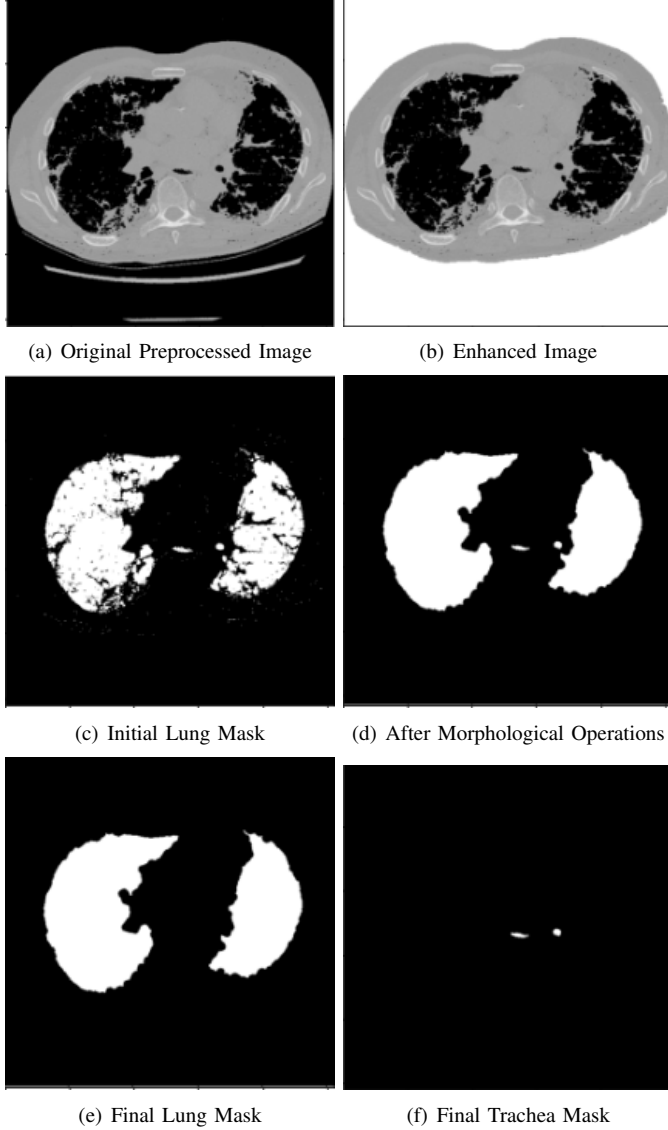 (a) Original Preprocessed Image
(b) Enhanced Image
(c) Initial Lung Mask
(d) After Morphological Operations
(e) Final Lung Mask
(f) Final Trachea Mask